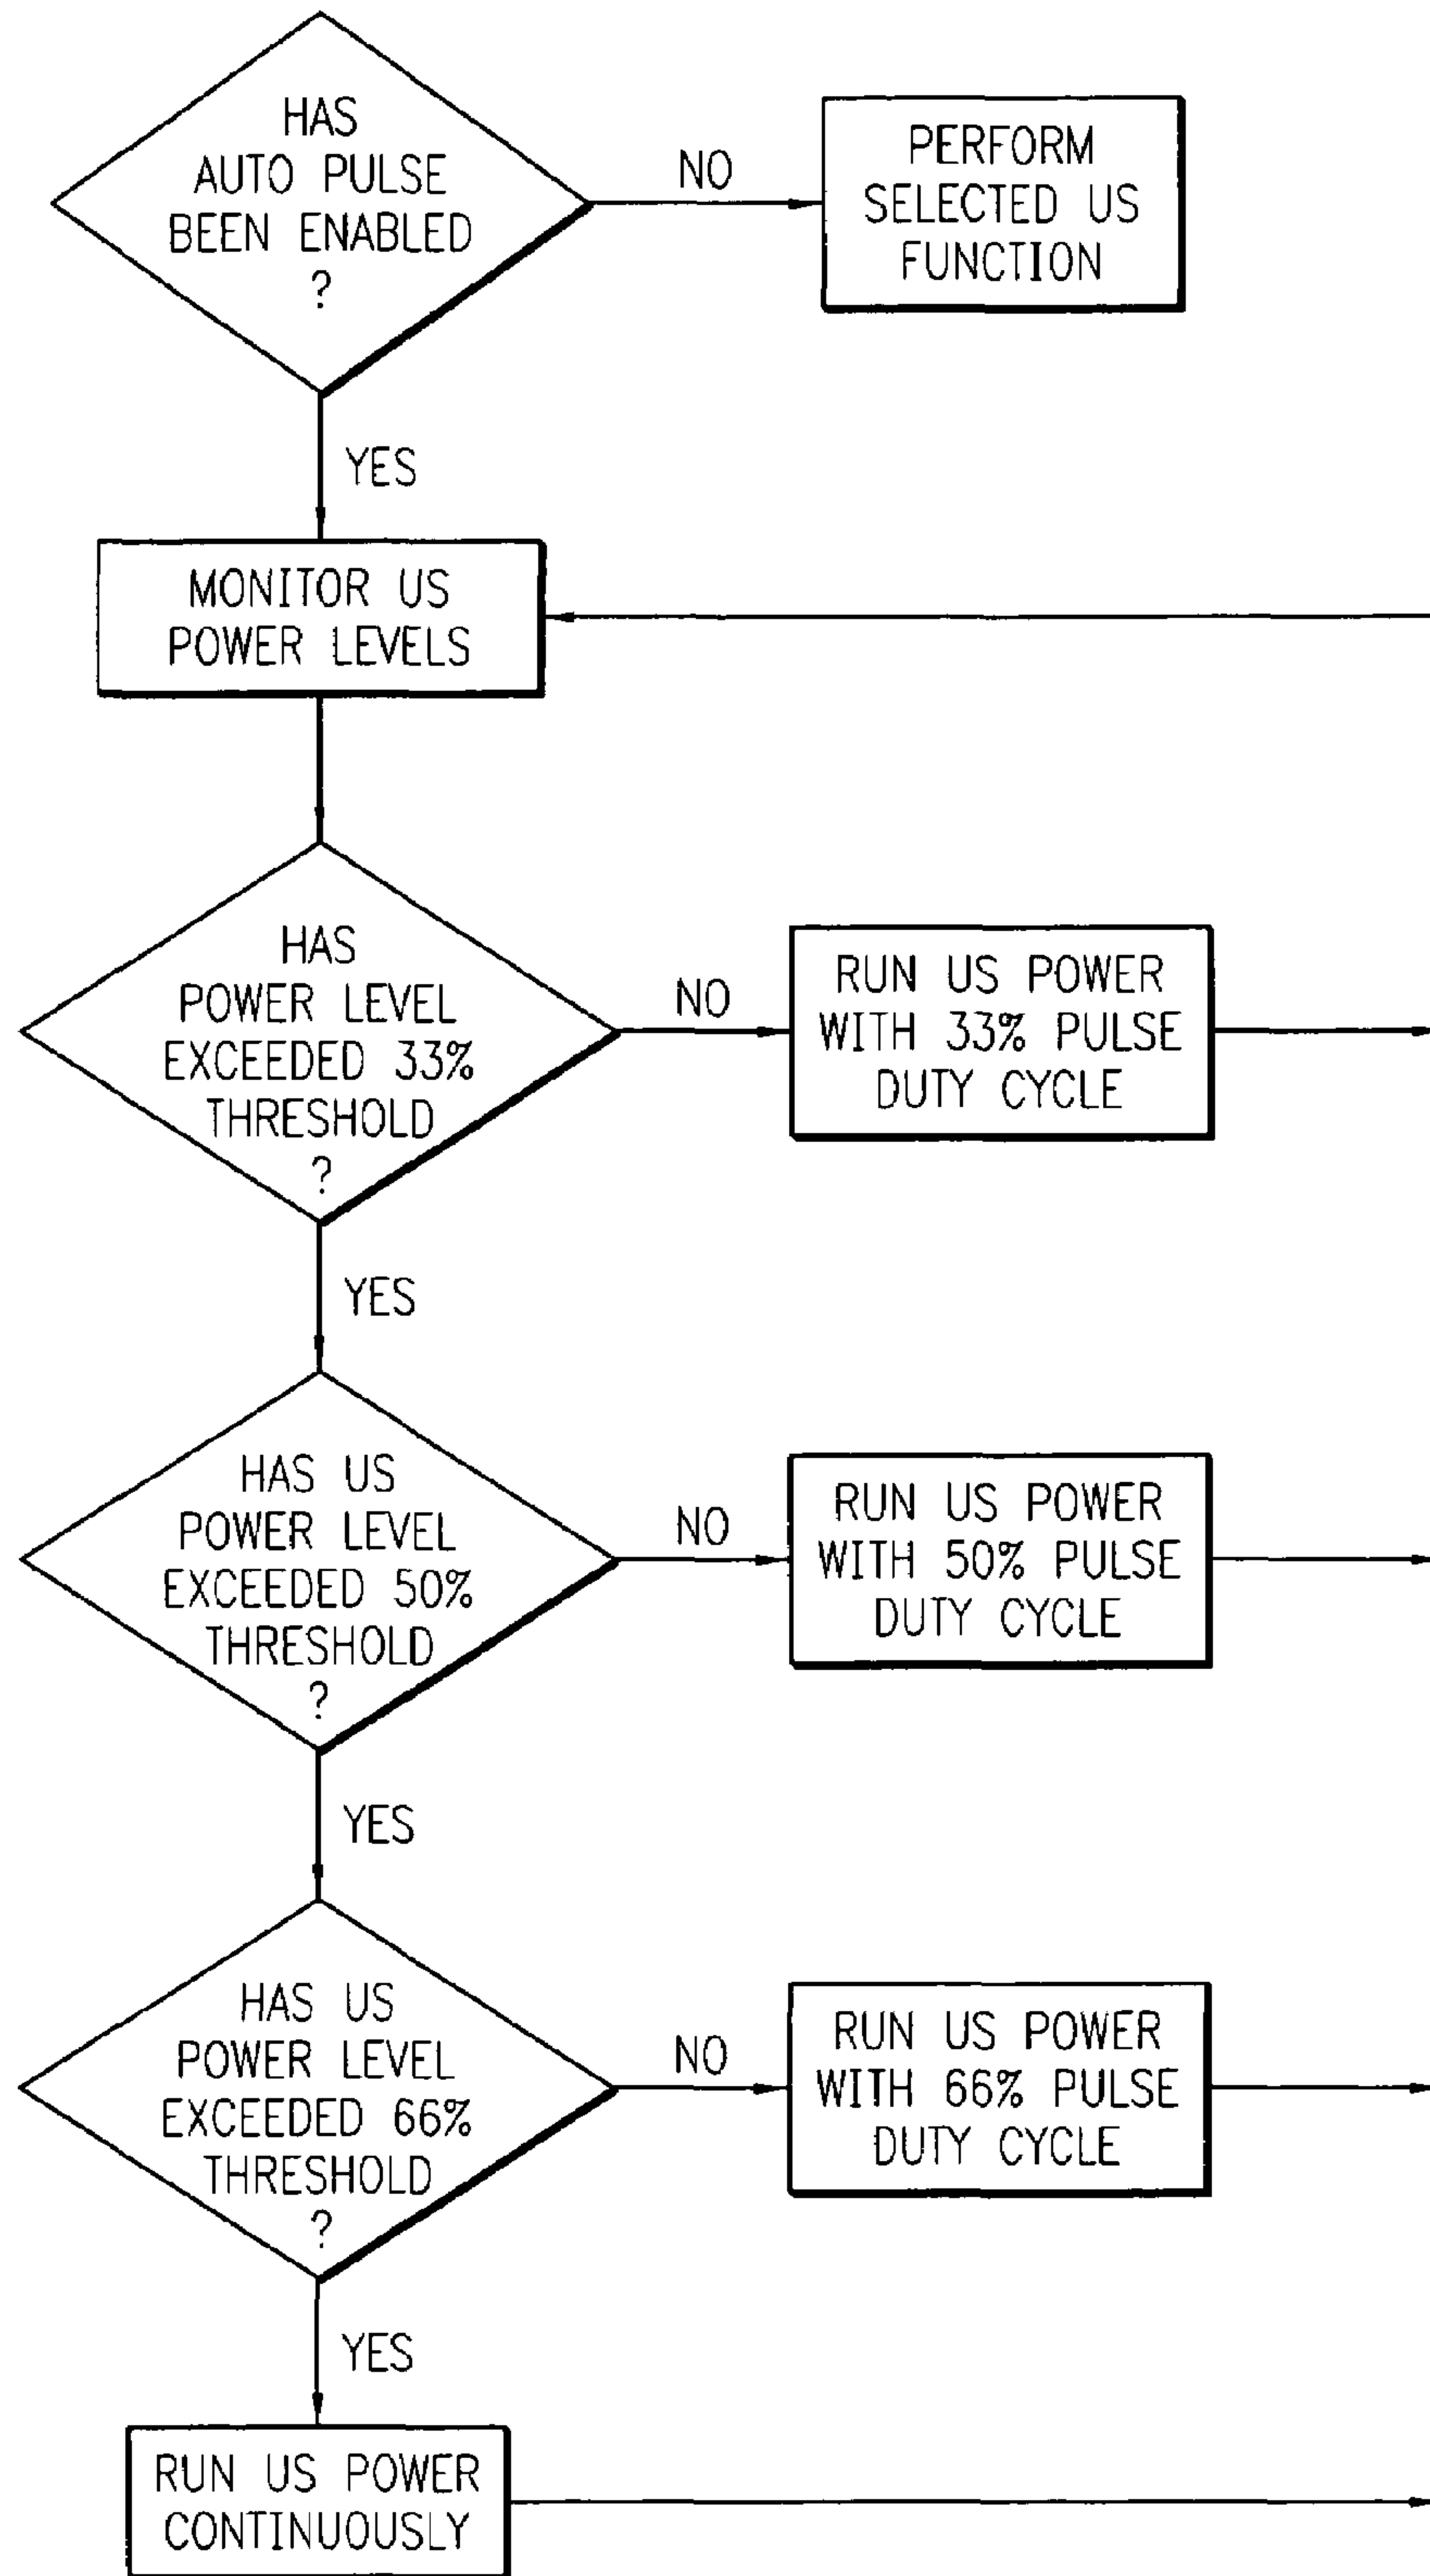 HAS
AUTO PULSE
BEEN ENABLED
?
NO
PERFORM
SELECTED US
FUNCTION
YES
MONITOR US
POWER LEVELS
HAS
POWER LEVEL
EXCEEDED 33%
THRESHOLD
?
NO
RUN US POWER
WITH 33% PULSE
DUTY CYCLE
YES
HAS US
POWER LEVEL
EXCEEDED 50%
THRESHOLD
?
NO
RUN US POWER
WITH 50% PULSE
DUTY CYCLE
YES
HAS US
POWER LEVEL
EXCEEDED 66%
THRESHOLD
?
NO
RUN US POWER
WITH 66% PULSE
DUTY CYCLE
YES
RUN US POWER
CONTINUOUSLY